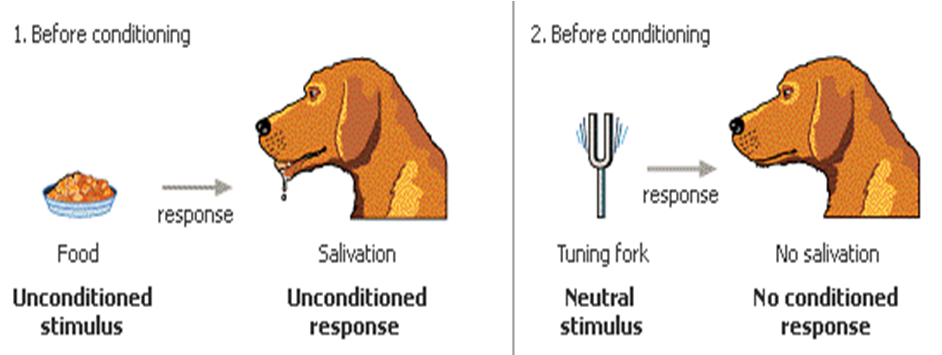 1. Before conditioning
response
Food
Salivation
Unconditioned
stimulus
Unconditioned
response
2. Before conditioning
response
Tuning fork
No salivation
Neutral
stimulus
No conditioned
response